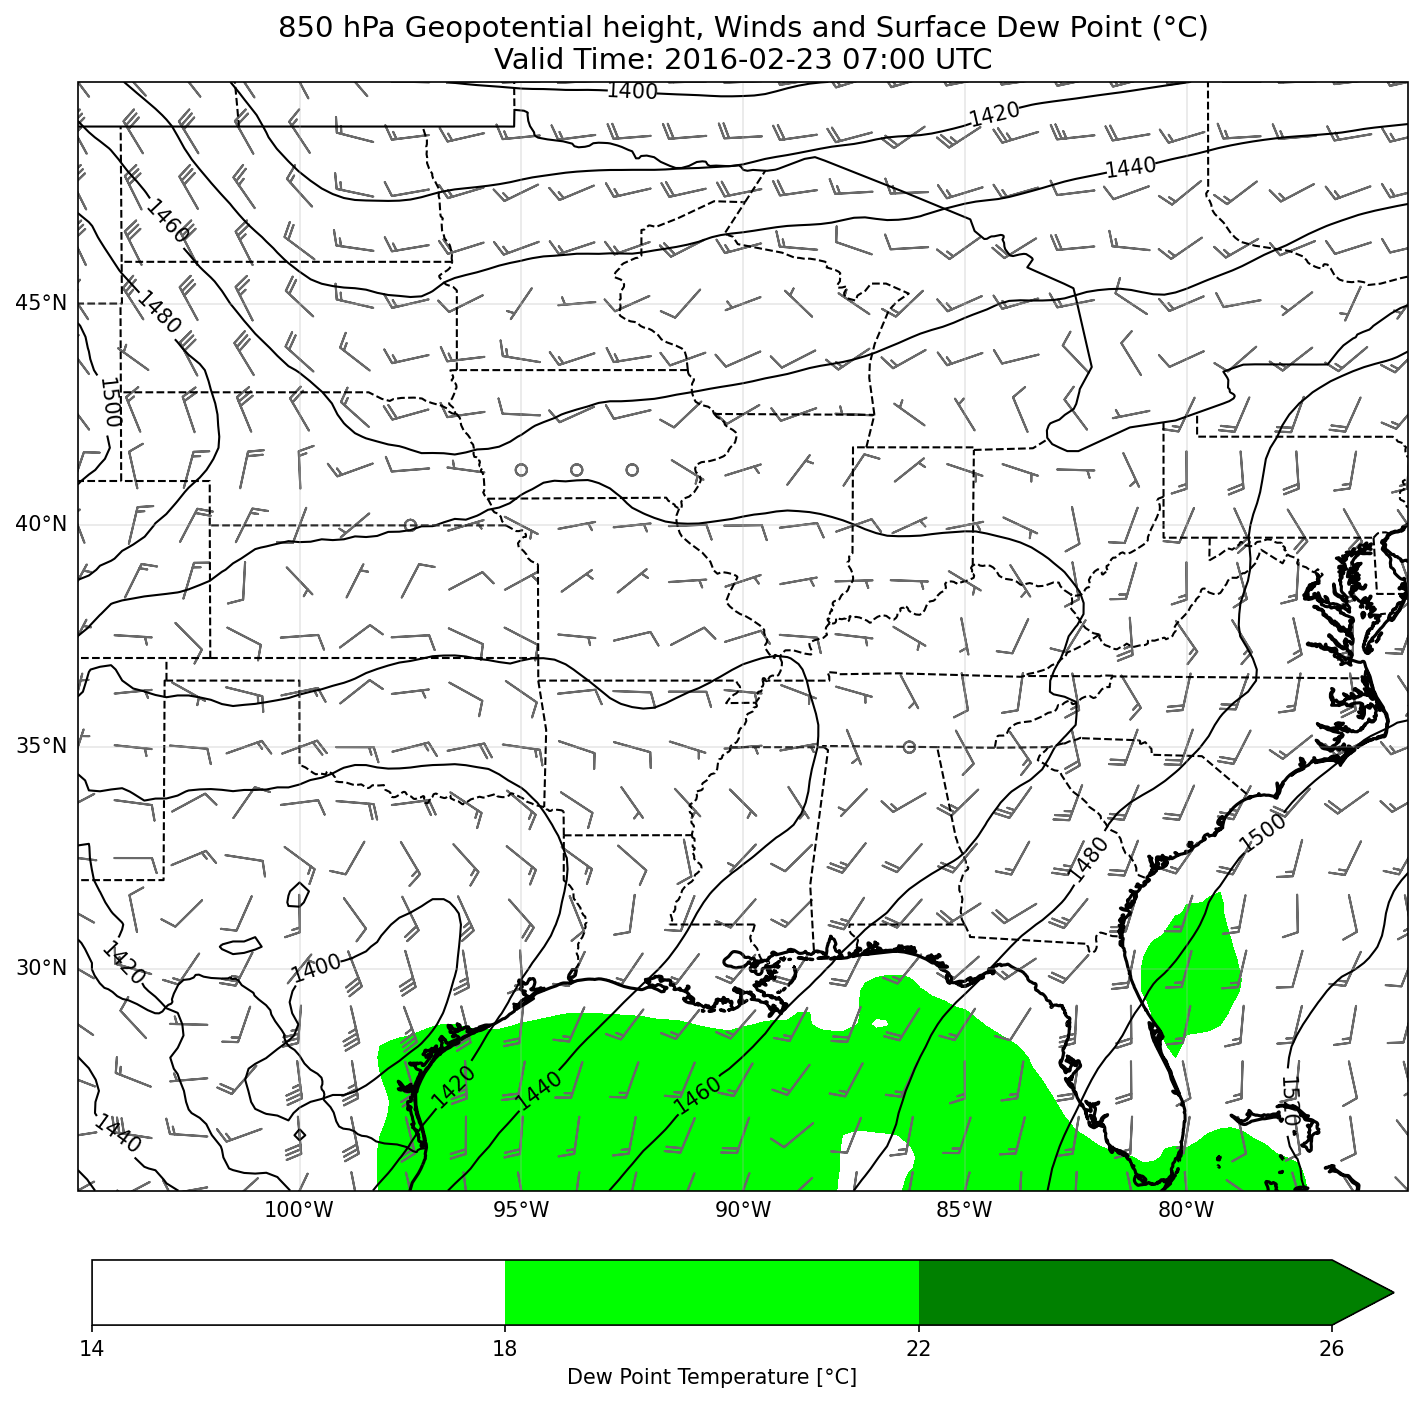 850 hPa Geopotential height, Winds and Surface Dew Point (°C)
Valid Time: 2016-02-23 07:00 UTC
1400
1420
1440
1460
1480
1500
45°N
40°N
35°N
30°N
1500
1480
1420
1400
1420
1440
1460
1440
1510
100°W
95°W
90°W
85°W
80°W
14
18
22
26
Dew Point Temperature [°C]